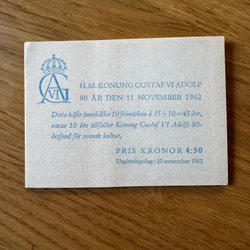 H.M. KONUNG GUSTAF VI ADOLF
80 ÅR DEN 11 NOVEMBER 1962
Detta häfte innehåller 10 frimärken à 35 + 10 = 45 öre,
varav 10 öre tillfaller Konung Gustaf VI Adolfs 80-
årsfond för svensk kultur.
PRIS KRONOR 4:50
Utgivningsdag: 10 november 1962